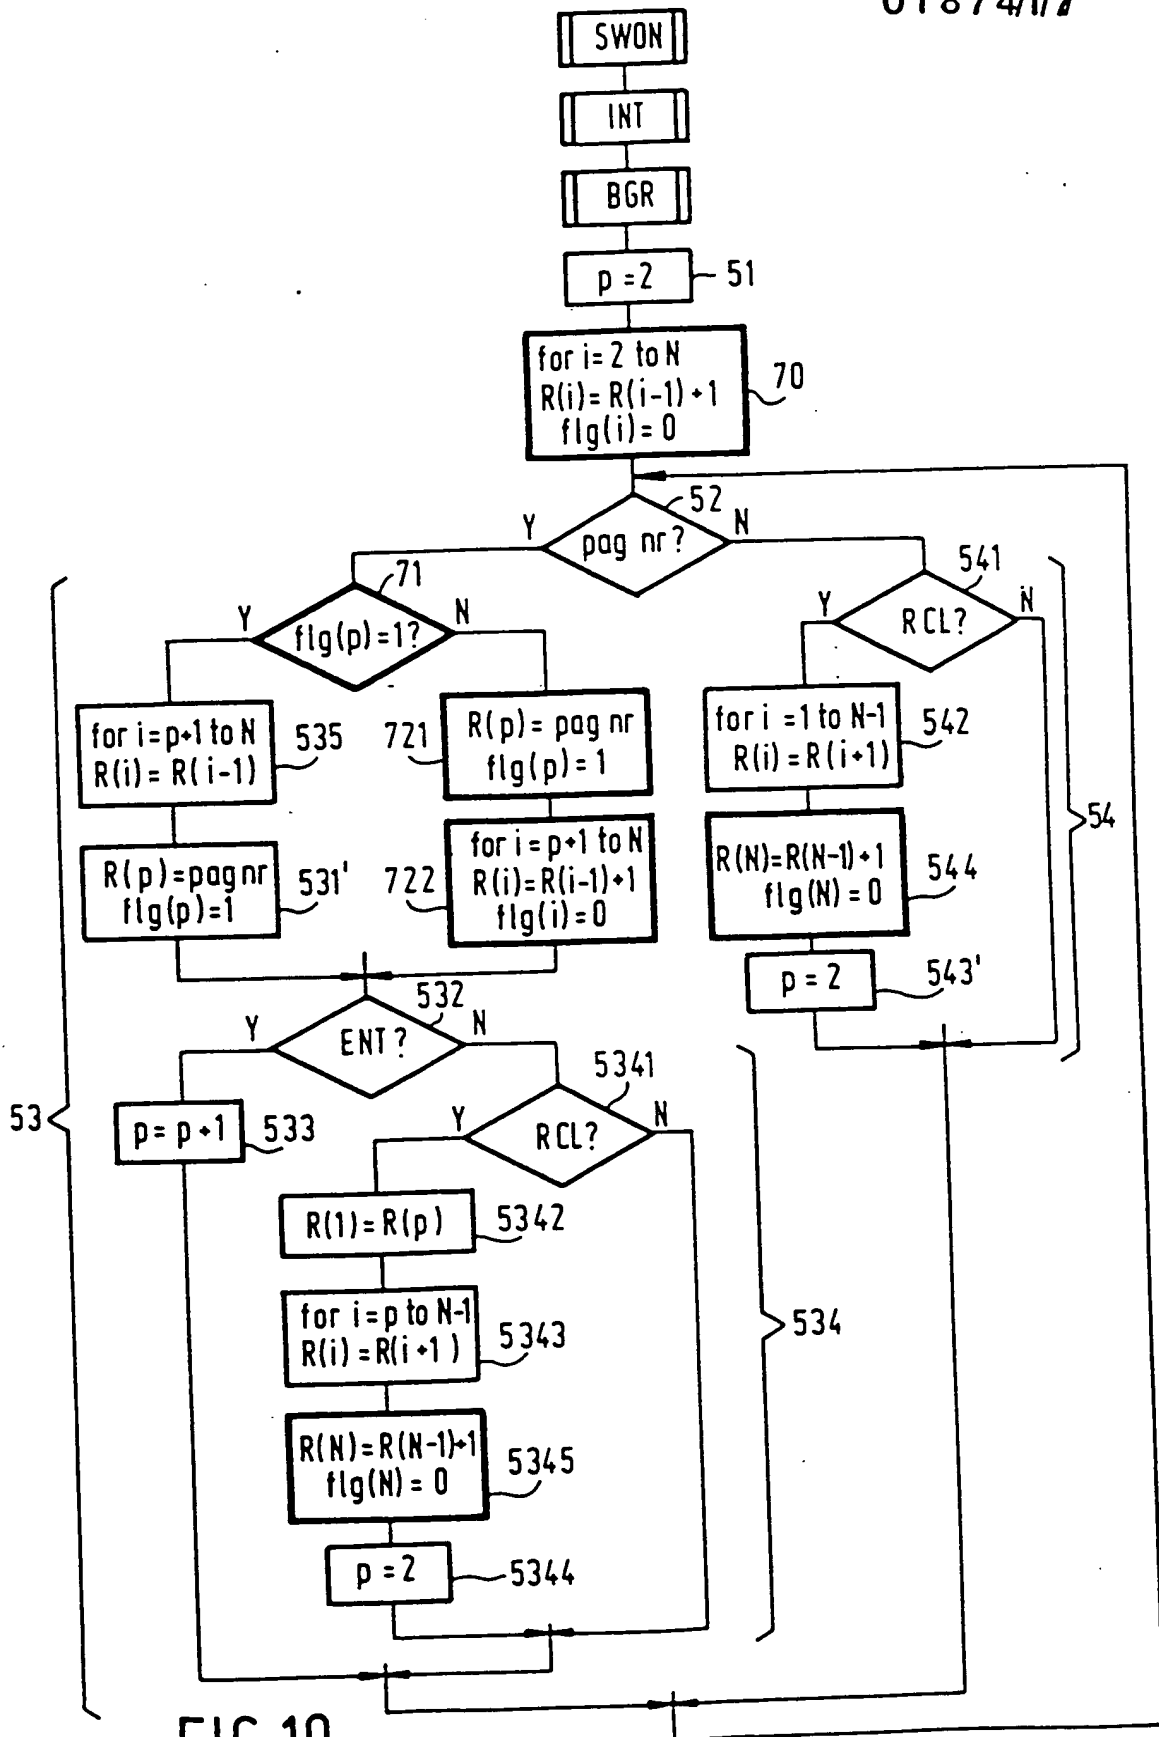 SWON
INT
BGR
p = 2
51
for i = 2 to N
R(i) = R(i-1) + 1
flg(i) = 0
70
pag nr?
52
Y
N
flg(p) = 1?
71
Y
N
RCL?
541
Y
N
for i = p+1 to N
R(i) = R(i-1)
535
721
R(p) = pag nr
flg(p) = 1
for i = 1 to N-1
R(i) = R(i+1)
542
R(p) = pag nr
flg(p) = 1
531'
722
for i = p+1 to N
R(i) = R(i-1)+1
flg(i) = 0
R(N) = R(N-1)+1
flg(N) = 0
544
54
p = 2
543'
ENT?
532
Y
N
53
p = p + 1
533
RCL?
5341
Y
N
R(1) = R(p)
5342
for i = p to N-1
R(i) = R(i+1)
5343
534
R(N) = R(N-1)+1
flg(N) = 0
5345
p = 2
5344